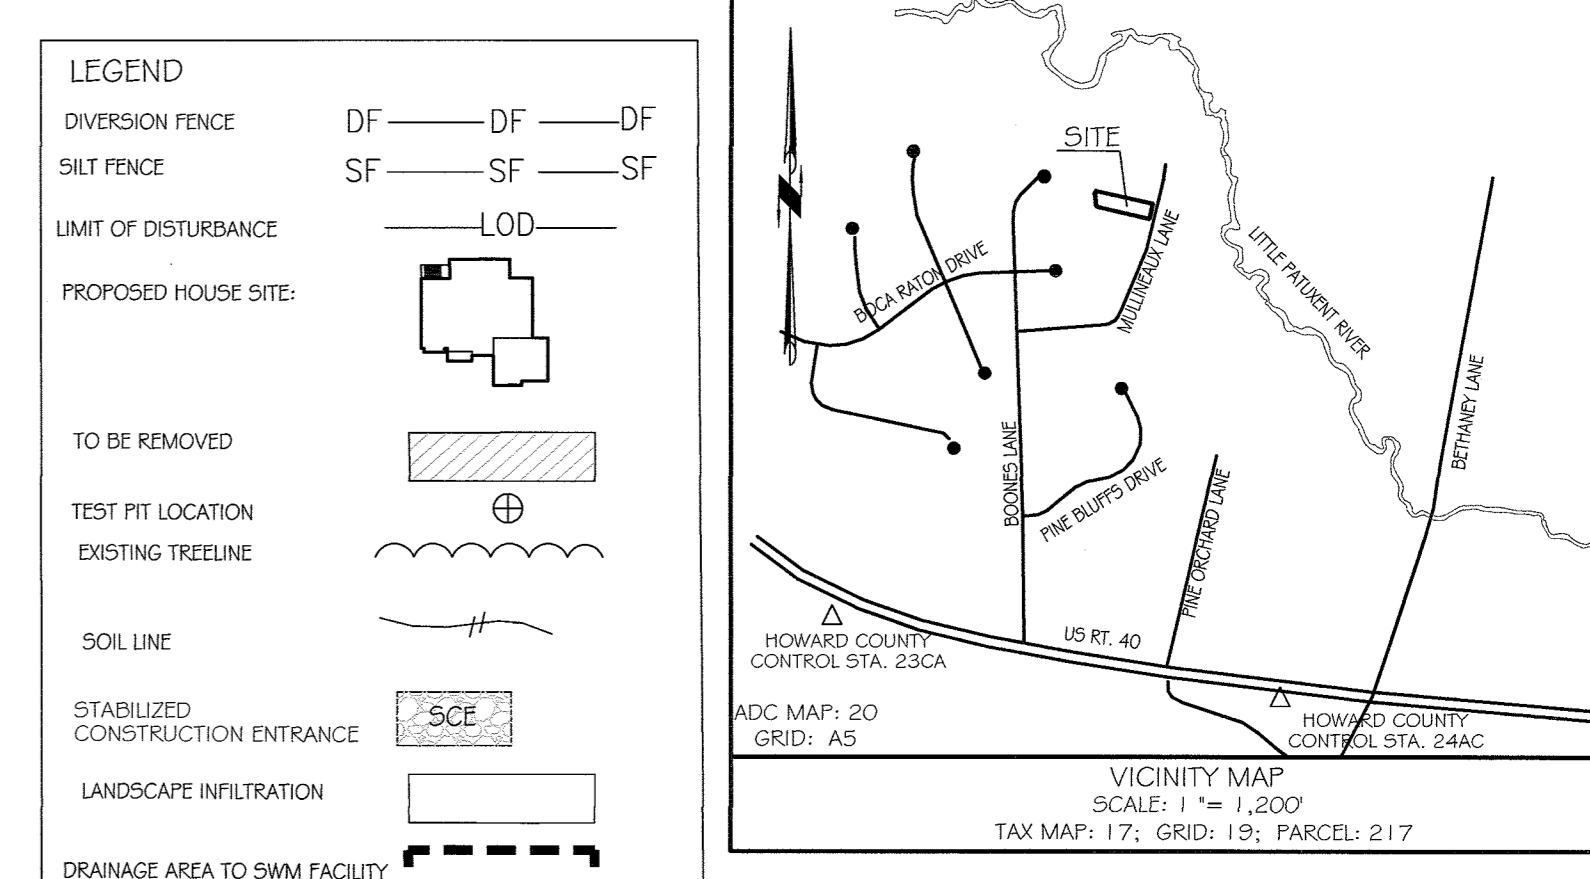 LEGEND
DIVERSION FENCE
DF DF DF
SILT FENCE
SF SF SF
LIMIT OF DISTURBANCE
LOD
PROPOSED HOUSE SITE:
TO BE REMOVED
TEST PIT LOCATION
EXISTING TREELINE
SOIL LINE
STABILIZED
CONSTRUCTION ENTRANCE
SCE
LANDSCAPE INFILTRATION
DRAINAGE AREA TO SWM FACILITY
SITE
BOCA RATON DRIVE
MULLINEAUX LANE
LITTLE PATUXENT RIVER
BETHANEY LANE
BOONES LANE
PINE BLUFFS DRIVE
PINE ORCHARD LANE
US RT. 40
HOWARD COUNTY
CONTROL STA. 23CA
HOWARD COUNTY
CONTROL STA. 24AC
ADC MAP: 20
GRID: A5
VICINITY MAP
SCALE: 1 "= 1,200'
TAX MAP: 17; GRID: 19; PARCEL: 217